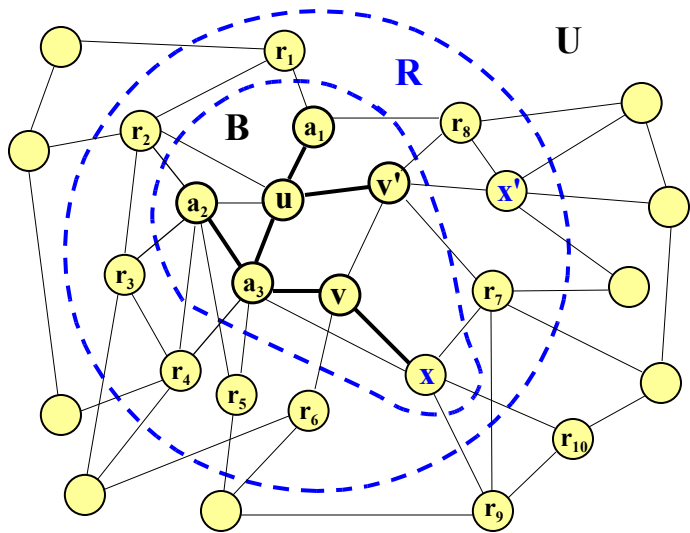 U
r₁
R
B
a₁
r₈
r₂
v'
x'
a₂
u
r₃
a₃
v
r₇
r₄
x
r₅
r₆
r₁₀
r₉